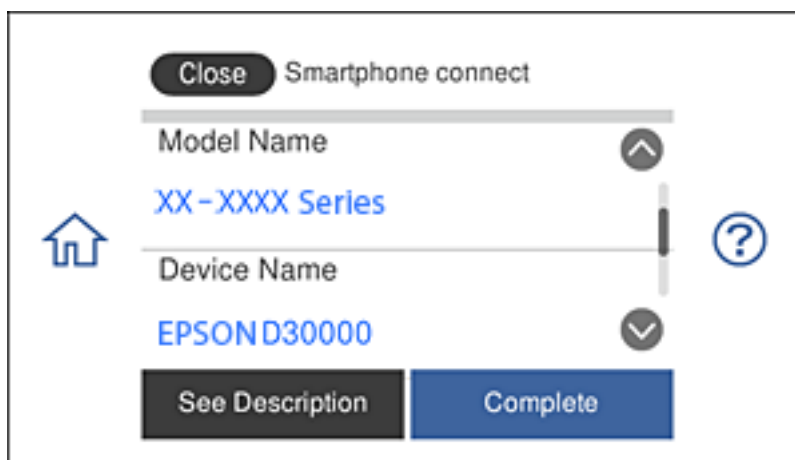 Close Smartphone connect
Model Name
XX-XXXX Series
Device Name
EPSON D30000
See Description Complete
?